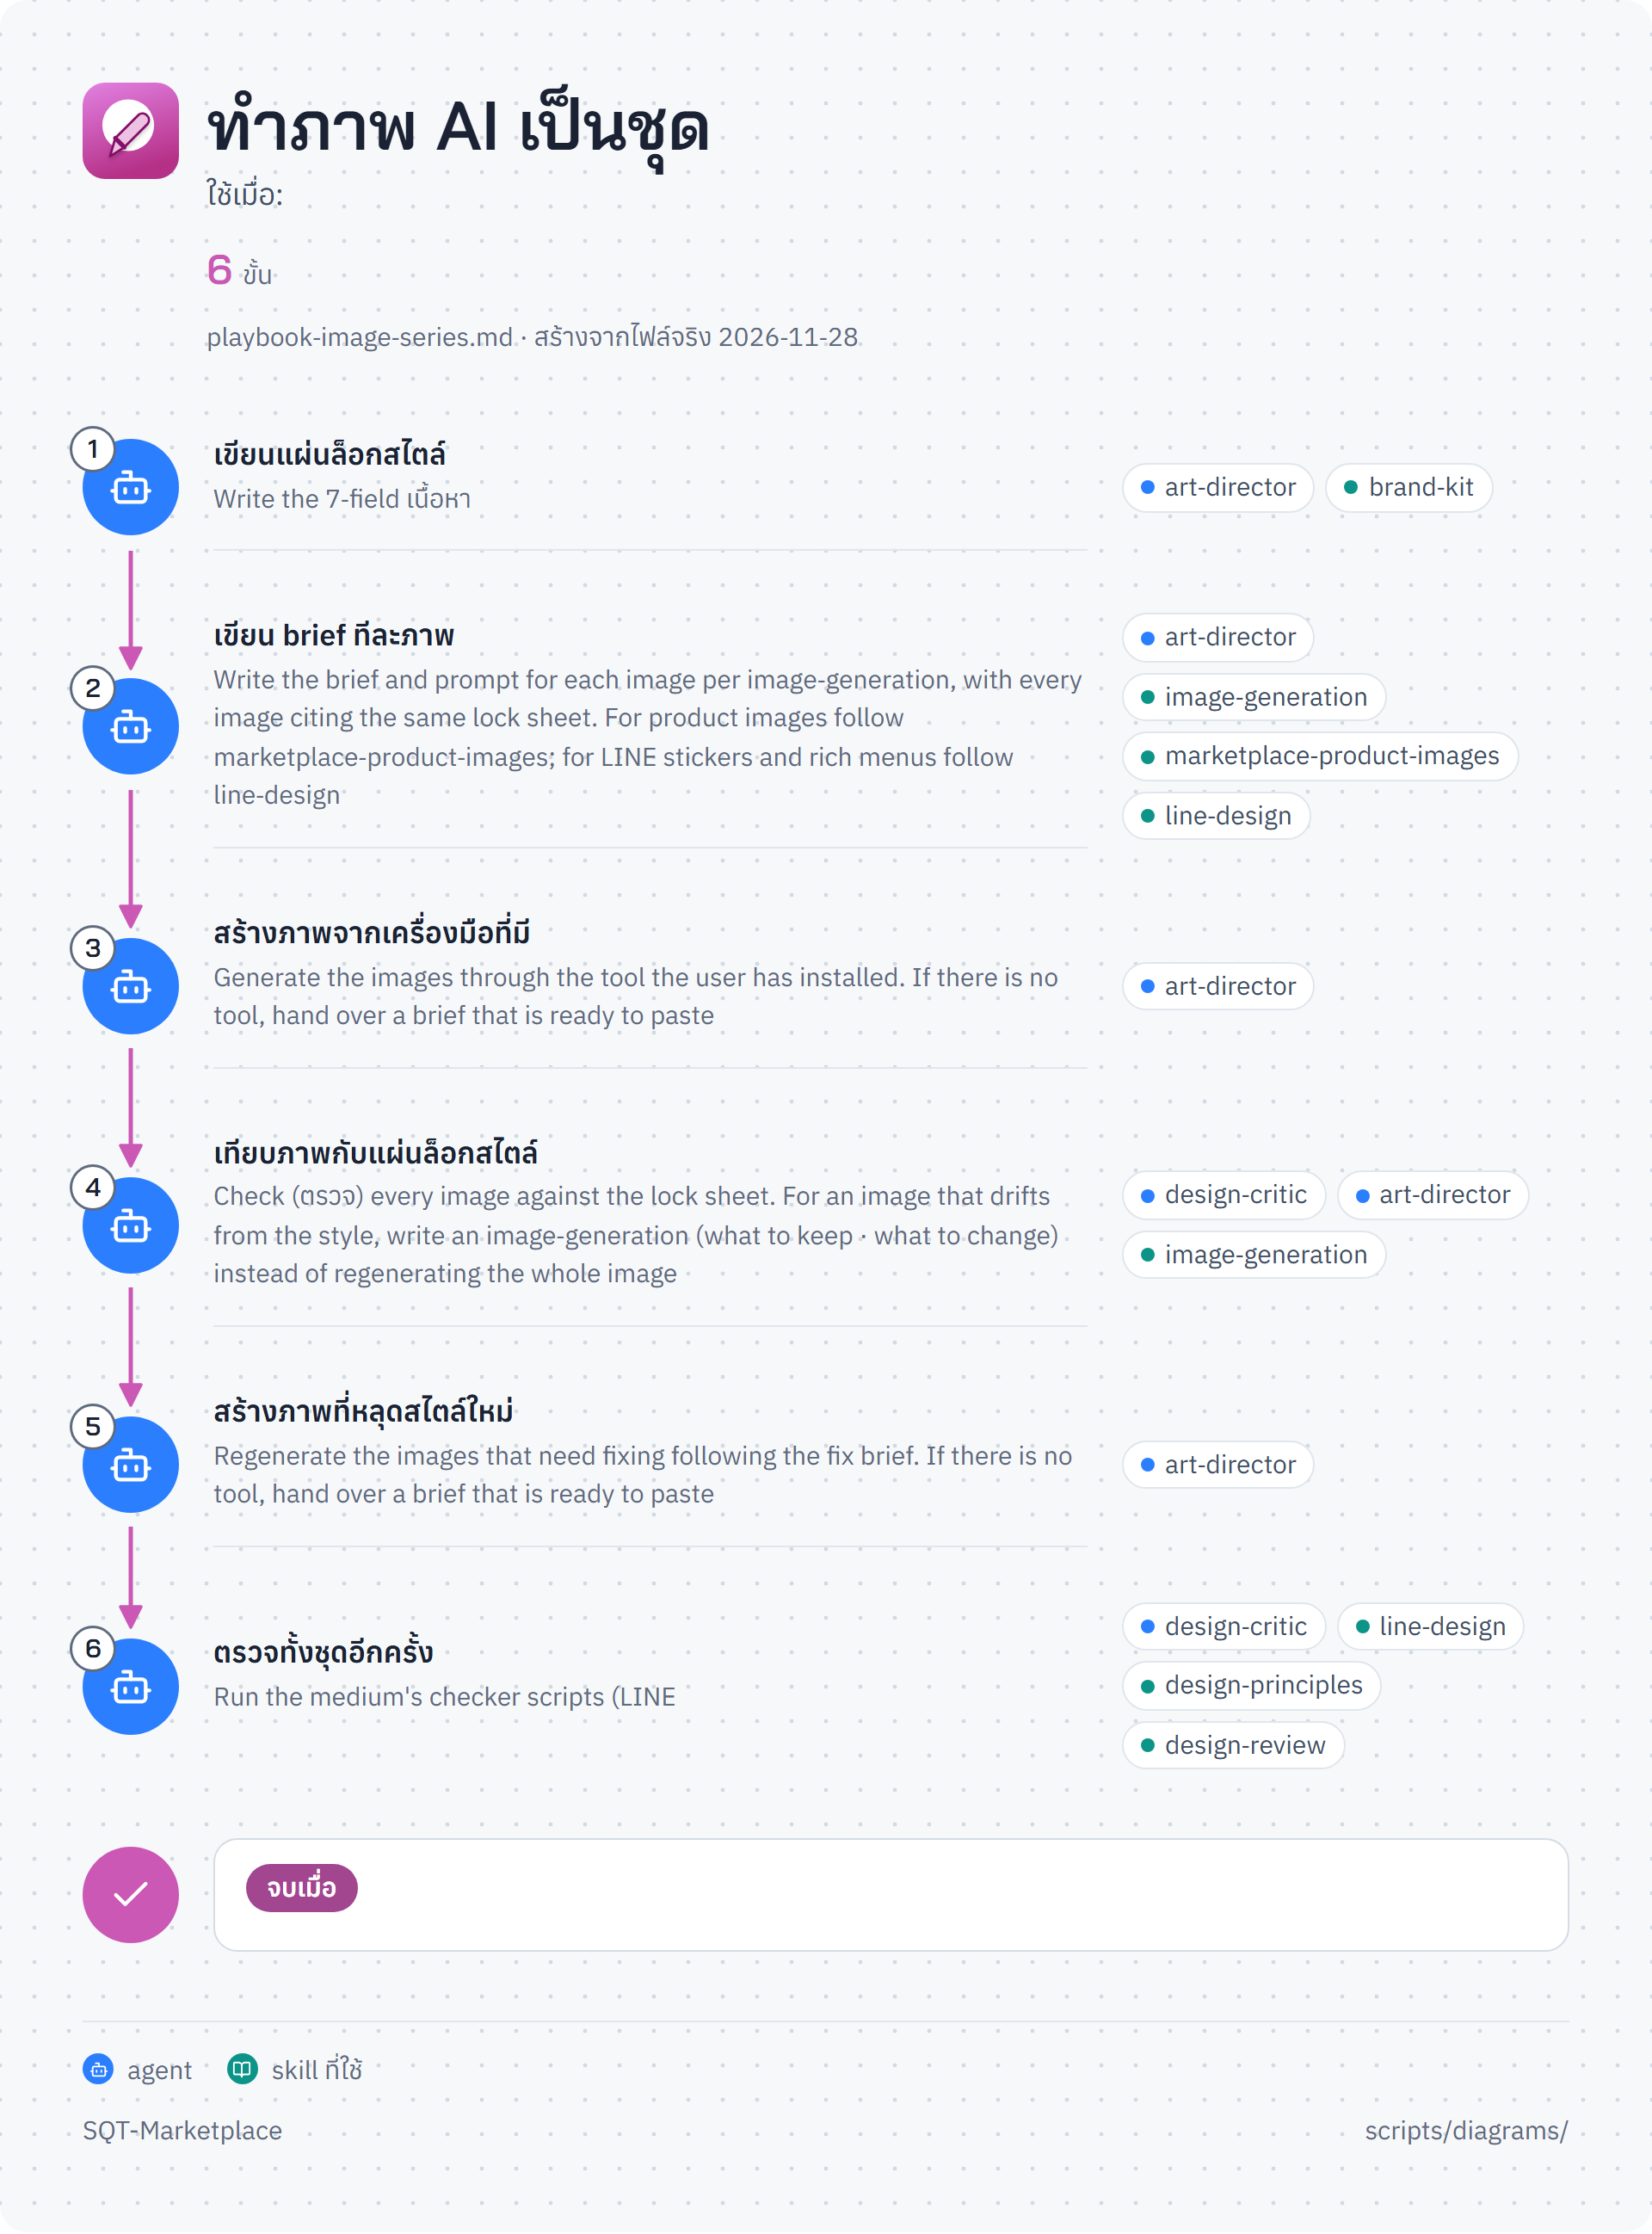 ทำภาพ AI เป็นชุด
ใช้เมื่อ:
6 ขั้น
playbook-image-series.md · สร้างจากไฟล์จริง 2026-11-28
1
เขียนแผ่นล็อกสไตล์
Write the 7-field เนื้อหา
art-director
brand-kit
2
เขียน brief ทีละภาพ
Write the brief and prompt for each image per image-generation, with every
image citing the same lock sheet. For product images follow
marketplace-product-images; for LINE stickers and rich menus follow
line-design
art-director
image-generation
marketplace-product-images
line-design
3
สร้างภาพจากเครื่องมือที่มี
Generate the images through the tool the user has installed. If there is no
tool, hand over a brief that is ready to paste
art-director
4
เทียบภาพกับแผ่นล็อกสไตล์
Check (ตรวจ) every image against the lock sheet. For an image that drifts
from the style, write an image-generation (what to keep · what to change)
instead of regenerating the whole image
design-critic
art-director
image-generation
5
สร้างภาพที่หลุดสไตล์ใหม่
Regenerate the images that need fixing following the fix brief. If there is no
tool, hand over a brief that is ready to paste
art-director
6
ตรวจทั้งชุดอีกครั้ง
Run the medium's checker scripts (LINE
design-critic
line-design
design-principles
design-review
จบเมื่อ
agent
skill ที่ใช้
SQT-Marketplace
scripts/diagrams/